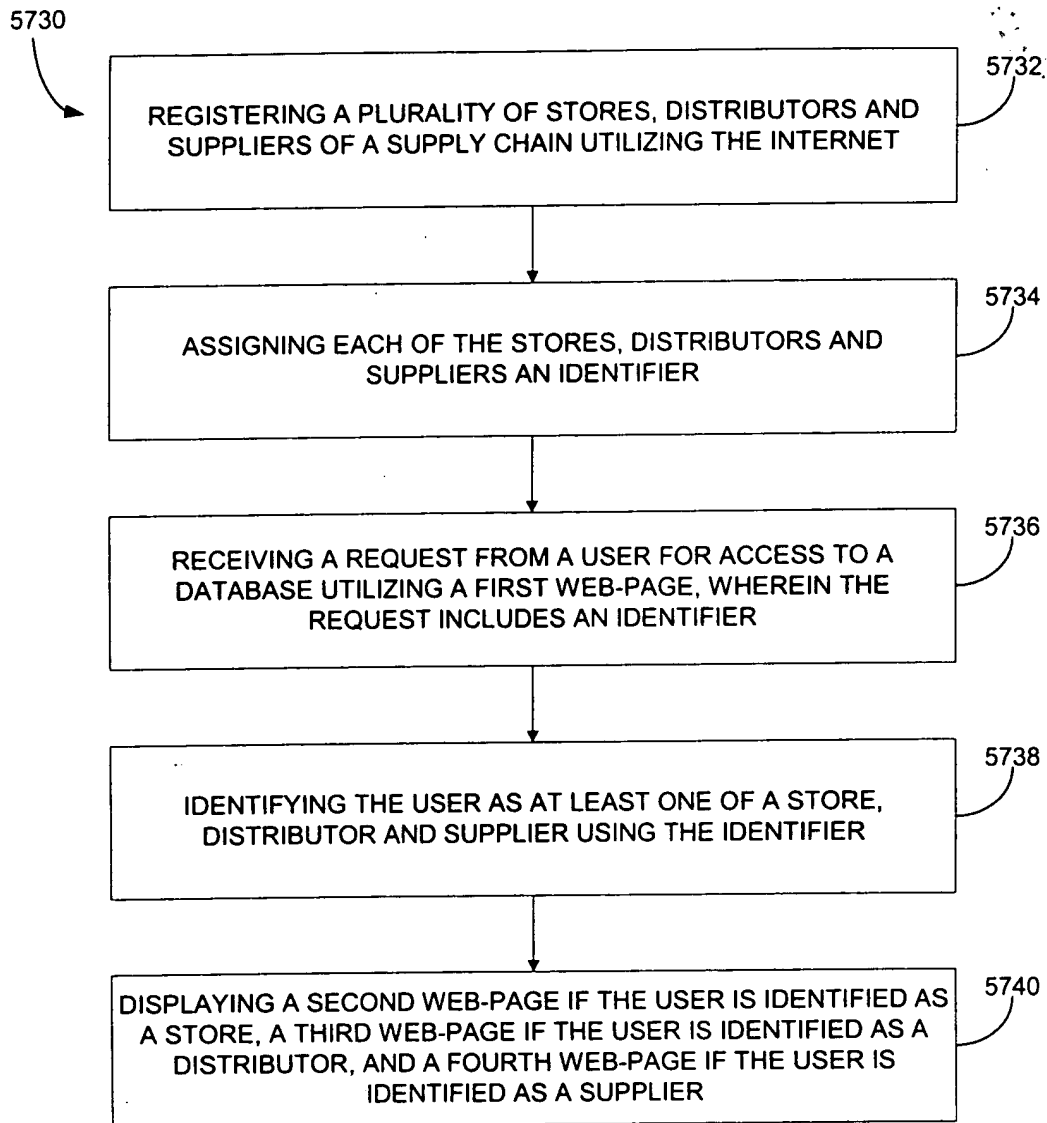 5730
5732
REGISTERING A PLURALITY OF STORES, DISTRIBUTORS AND
SUPPLIERS OF A SUPPLY CHAIN UTILIZING THE INTERNET
5734
ASSIGNING EACH OF THE STORES, DISTRIBUTORS AND
SUPPLIERS AN IDENTIFIER
5736
RECEIVING A REQUEST FROM A USER FOR ACCESS TO A
DATABASE UTILIZING A FIRST WEB-PAGE, WHEREIN THE
REQUEST INCLUDES AN IDENTIFIER
5738
IDENTIFYING THE USER AS AT LEAST ONE OF A STORE,
DISTRIBUTOR AND SUPPLIER USING THE IDENTIFIER
5740
DISPLAYING A SECOND WEB-PAGE IF THE USER IS IDENTIFIED AS
A STORE, A THIRD WEB-PAGE IF THE USER IS IDENTIFIED AS A
DISTRIBUTOR, AND A FOURTH WEB-PAGE IF THE USER IS
IDENTIFIED AS A SUPPLIER